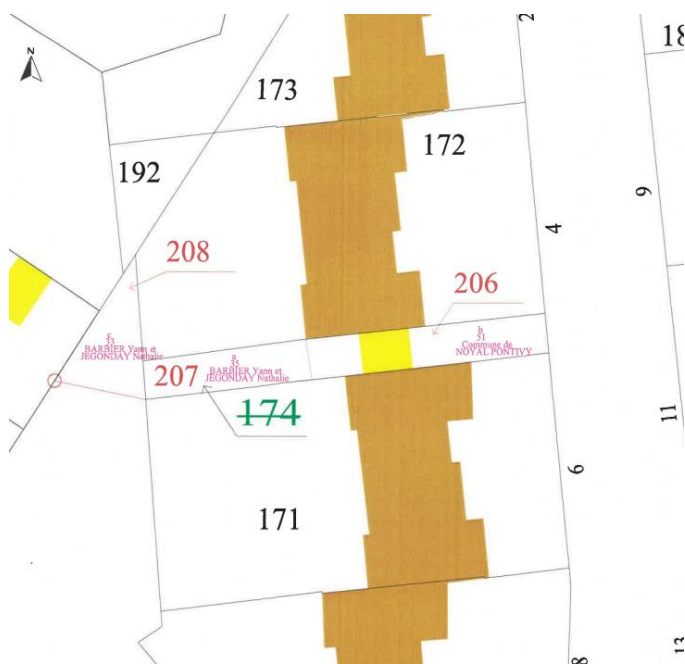 2
18
N
173
172
192
9
4
208
206
c
33
BARBIER Yann et
JEGONDAY Nathalie
b
51
Commune de
NOYAL PONTIVY
a
35
BARBIER Yann et
JEGONDAY Nathalie
207
174
11
6
171
13
8